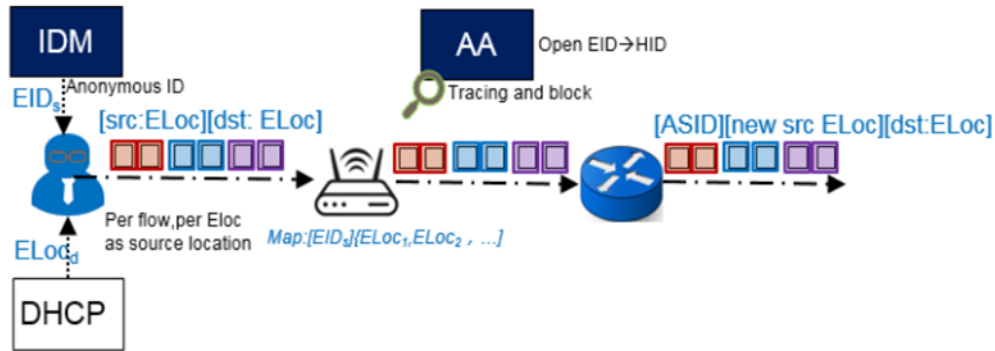 IDM
AA
Open EID→HID
Anonymous ID
EIDs
Tracing and block
[src:ELoc][dst: ELoc]
[ASID][new src ELoc][dst:ELoc]
Per flow,per Eloc
as source location
Map:[EIDs]{ELoc1,ELoc2 , ...]
ELocd
DHCP